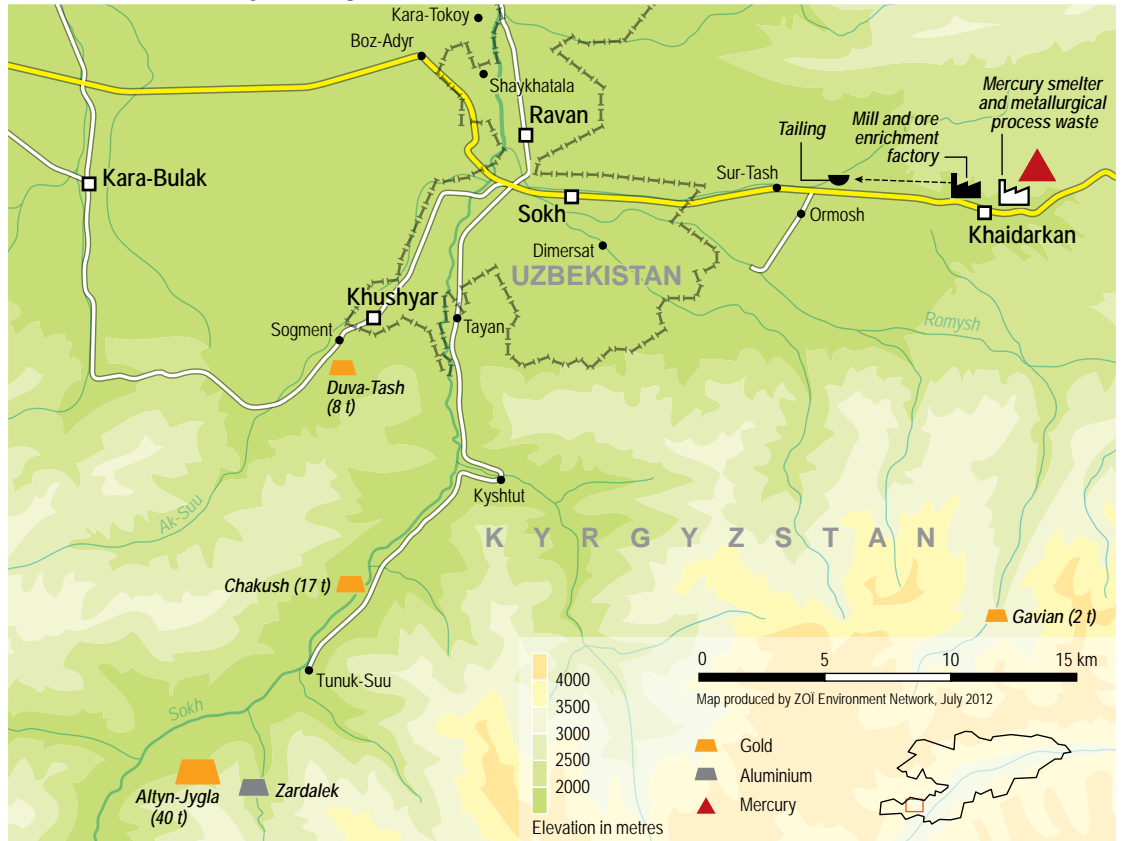 Kara-Tokoy
Boz-Adyr
Shaykhatala
Ravan
Mercury smelter
and metallurgical
process waste
Mill and ore
enrichment
factory
Tailing
Kara-Bulak
Sur-Tash
Sokh
Ormosh
Khaidarkan
Dimersat
UZBEKISTAN
Khushyar
Sogment
Tayan
Romysh
Duva-Tash
(8 t)
Kyshtut
Ak-Suu
KYRGYZSTAN
Chakush (17 t)
Gavian (2 t)
Tunuk-Suu
Sokh
Altyn-Jygla
(40 t)
Zardalek
4000
3500
3000
2500
2000
Elevation in metres
0 5 10 15 km
Map produced by ZOÏ Environment Network, July 2012
Gold
Aluminium
Mercury